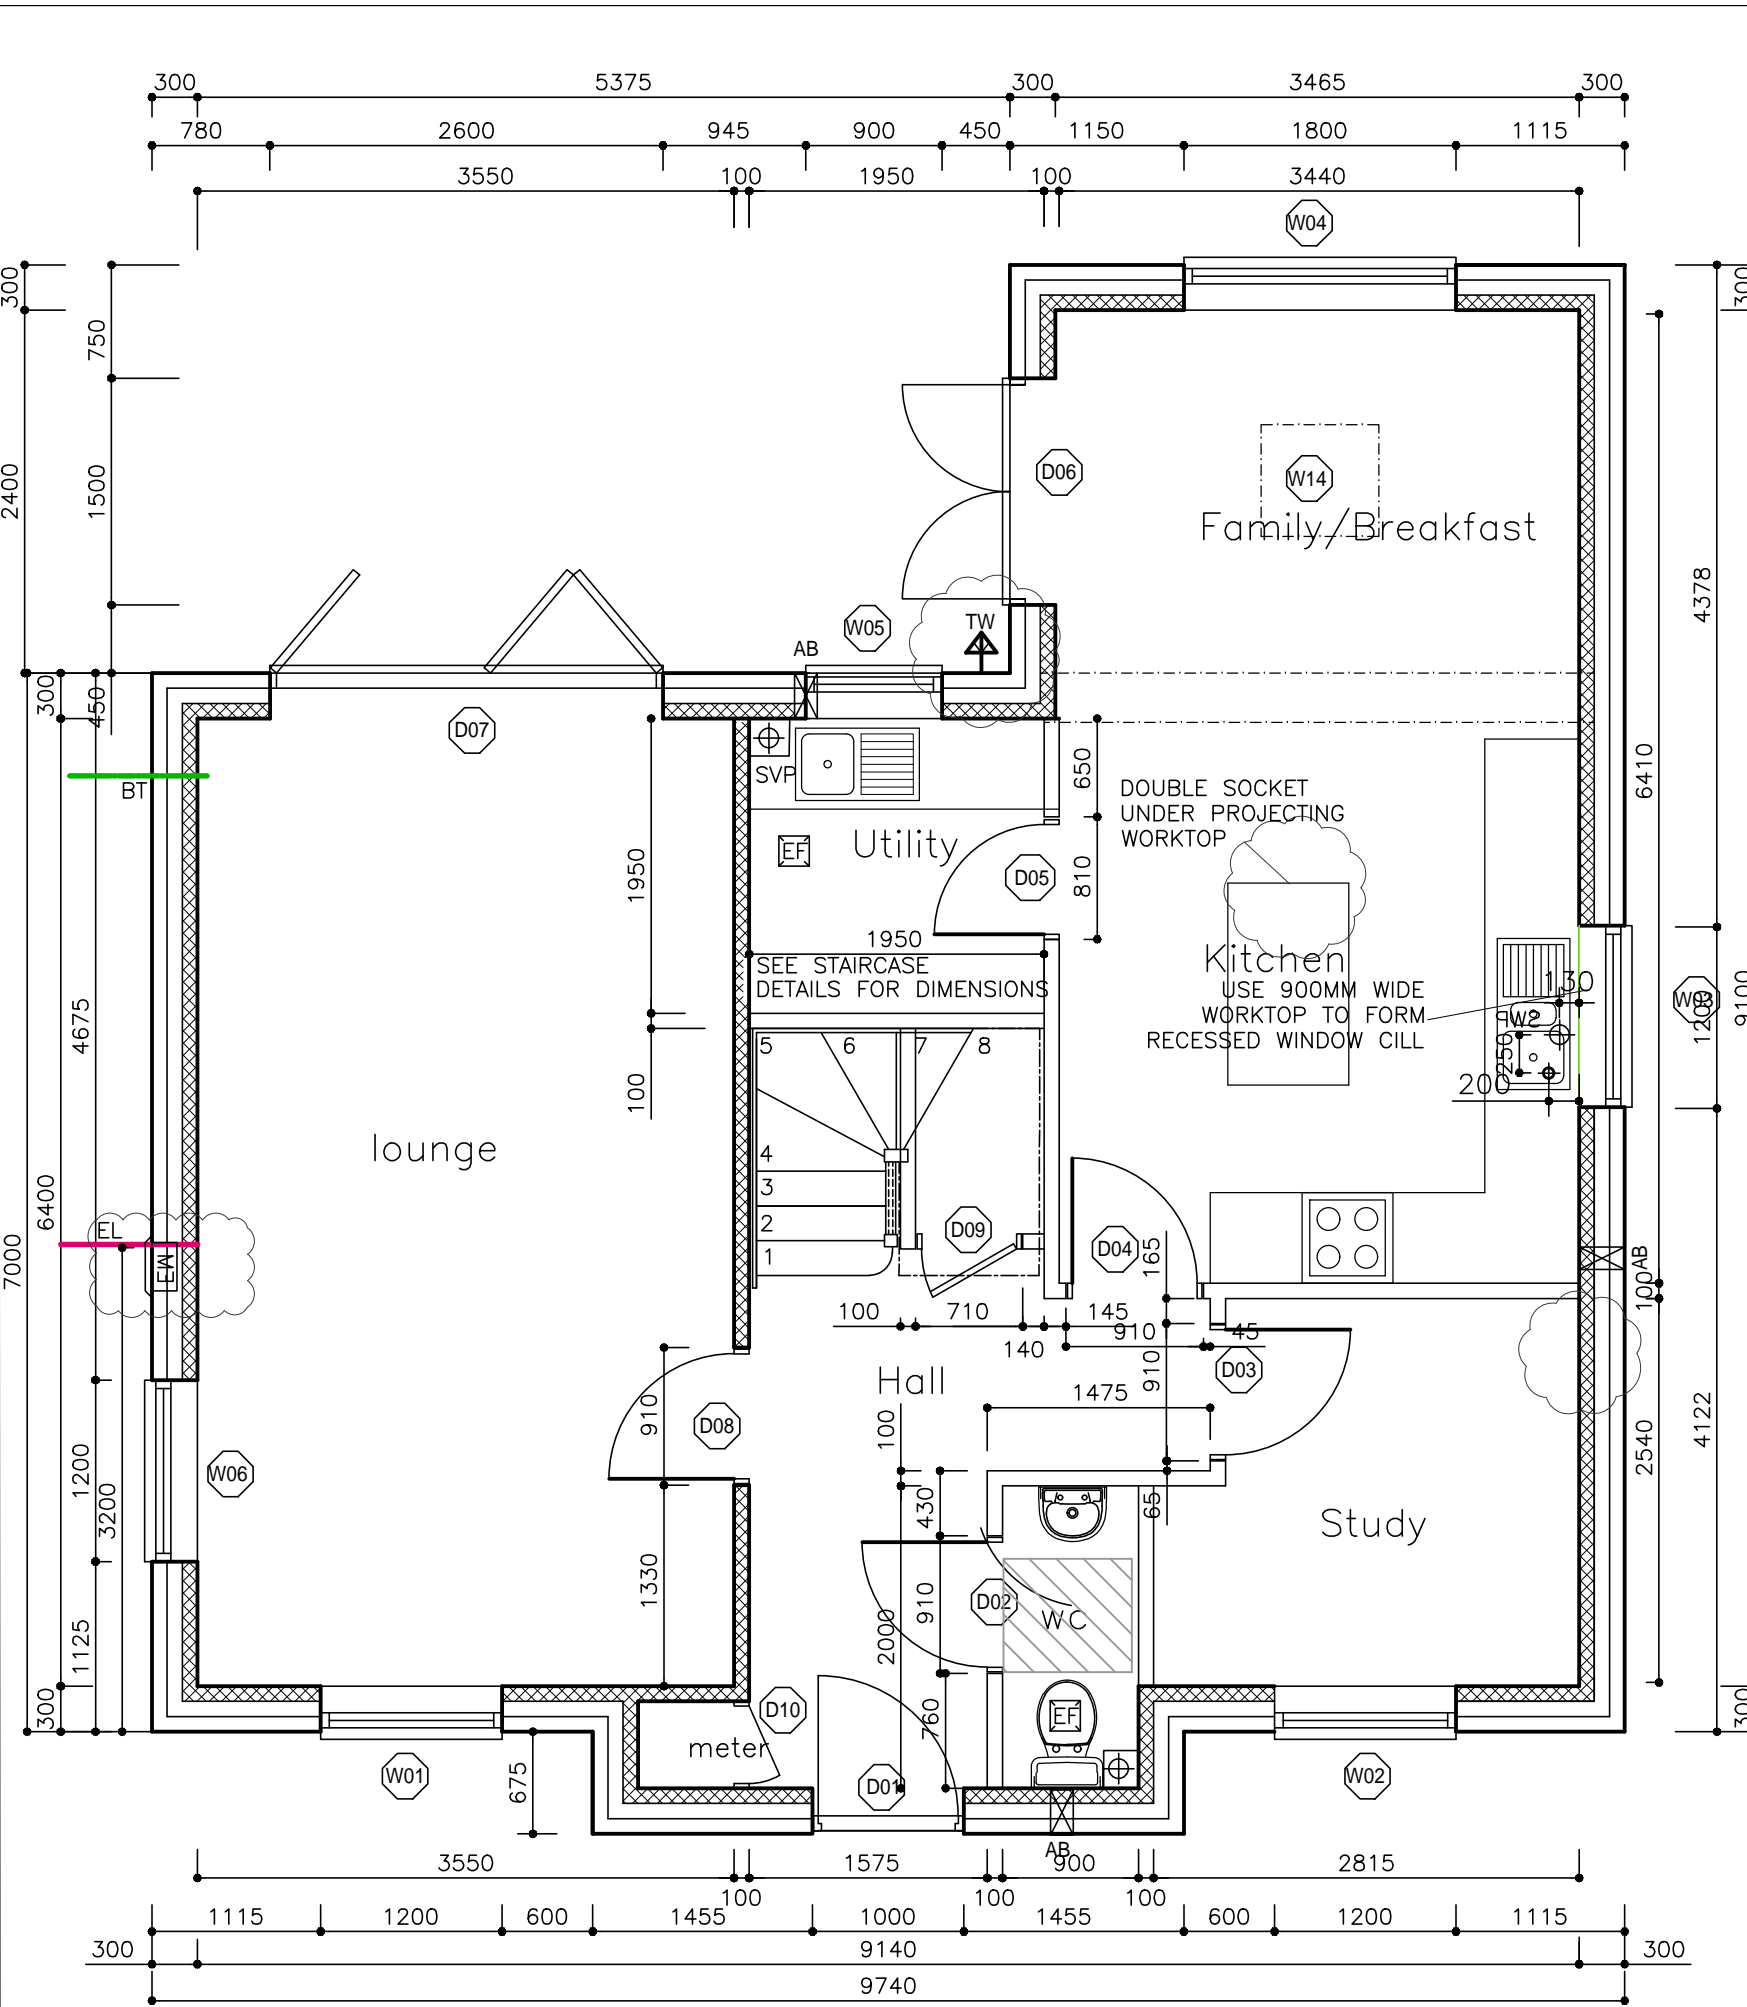 300 5375 300 3465 300
780 2600 945 900 450 1150 1800 1115
3550 100 1950 100 3440
W04
300
300
750
2400
1500
D06
W14
Family/Breakfast
4378
TW
W05
AB
300
450
D07
SVP
BT
650
DOUBLE SOCKET
UNDER PROJECTING
WORKTOP
6410
EF
Utility
1950
810
D05
1950
SEE STAIRCASE
DETAILS FOR DIMENSIONS
Kitchen
130
USE 900MM WIDE
WORKTOP TO FORM
RECESSED WINDOW CILL
W03
1200
9100
SWP
250
200
4675
5 6 7 8
100
lounge
4
3
2
1
6400
7000
EL
EM
D09
D04
165
AB
100
100 710 145
140
910 45
910
D03
Hall
1475
910
D08
100
4122
2540
W06
1200
3200
430
65
Study
1330
910
D02
WC
2000
1125
300
760
D10
EF
300
meter
W01
675
D01
W02
AB
3550 1575 900 2815
100 100 100
1115 1200 600 1455 1000 1455 600 1200 1115
300 9140 300
9740